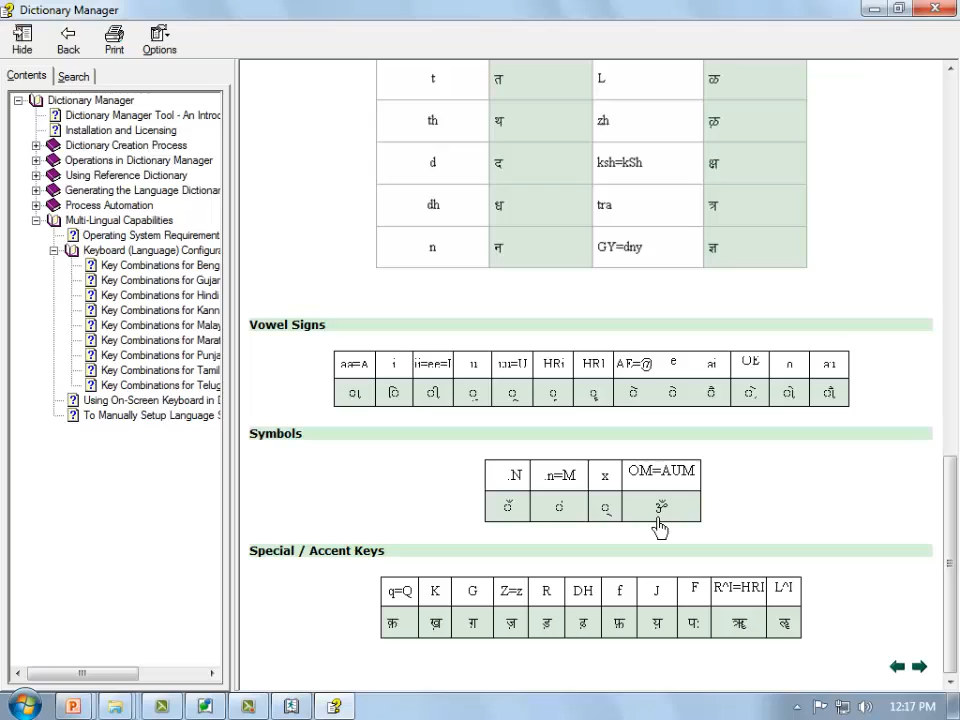 Dictionary Manager
Hide Back Print Options
Contents Search
Dictionary Manager
Dictionary Manager Tool - An Introd
Installation and Licensing
Dictionary Creation Process
Operations in Dictionary Manager
Using Reference Dictionary
Generating the Language Dictionar
Process Automation
Multi-Lingual Capabilities
Operating System Requirement
Keyboard (Language) Configura
Key Combinations for Beng
Key Combinations for Gujar
Key Combinations for Hindi
Key Combinations for Kann
Key Combinations for Malay
Key Combinations for Marat
Key Combinations for Punja
Key Combinations for Tamil
Key Combinations for Telug
Using On-Screen Keyboard in D
To Manually Setup Language S
t त L ळ
th थ zh ऴ
d द ksh=kSh क्ष
dh ध tra त्र
n न GY=dny ज्ञ
Vowel Signs
aa=A i ii=ee=I u uu=U HRi HRI AE=@ e ai OE o au
ा ि ी ु ू ृ ॄ ॅ े ै ॉ ो ौ
Symbols
.N .n=M x OM=AUM
ँ ं ् ॐ
Special / Accent Keys
q=Q K G Z=z R DH f J F R^I=HRI L^I
क़ ख़ ग़ ज़ ड़ ढ़ फ़ य़ प: ॠ ॡ
12:17 PM